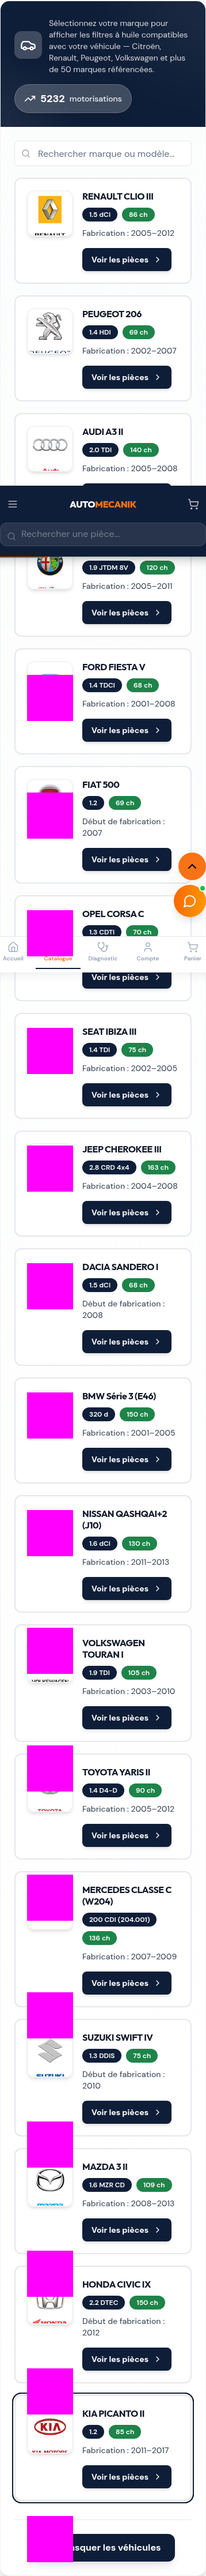 Sélectionnez votre marque pour
afficher les filtres à huile compatibles
avec votre véhicule — Citroën,
Renault, Peugeot, Volkswagen et plus
de 50 marques référencées.
5232 motorisations
Rechercher marque ou modèle...
RENAULT CLIO III
1.5 dCi 86 ch
RENAULT
Fabrication : 2005–2012
Voir les pièces
PEUGEOT 206
1.4 HDI 69 ch
PEUGEOT
Fabrication : 2002–2007
Voir les pièces
AUDI A3 II
2.0 TDI 140 ch
Audi
Fabrication : 2005–2008
AUTOMECANIK
Rechercher une pièce...
1.9 JTDM 8V 120 ch
Fabrication : 2005–2011
Voir les pièces
FORD FIESTA V
1.4 TDCi 68 ch
Fabrication : 2001–2008
Voir les pièces
FIAT 500
1.2 69 ch
Début de fabrication :
2007
Voir les pièces
OPEL CORSA C
1.3 CDTI 70 ch
Accueil Catalogue Diagnostic Compte Panier
Voir les pièces
SEAT IBIZA III
1.4 TDI 75 ch
Fabrication : 2002–2005
Voir les pièces
JEEP CHEROKEE III
2.8 CRD 4x4 163 ch
Fabrication : 2004–2008
Voir les pièces
DACIA SANDERO I
1.5 dCi 68 ch
Début de fabrication :
2008
Voir les pièces
BMW Série 3 (E46)
320 d 150 ch
Fabrication : 2001–2005
Voir les pièces
NISSAN QASHQAI+2
(J10)
1.6 dCi 130 ch
Fabrication : 2011–2013
Voir les pièces
VOLKSWAGEN
TOURAN I
1.9 TDI 105 ch
VOLKSWAGEN
Fabrication : 2003–2010
Voir les pièces
TOYOTA YARIS II
1.4 D4-D 90 ch
TOYOTA
Fabrication : 2005–2012
Voir les pièces
MERCEDES CLASSE C
(W204)
200 CDI (204.001)
136 ch
Fabrication : 2007–2009
Voir les pièces
SUZUKI SWIFT IV
1.3 DDIS 75 ch
SUZUKI
Début de fabrication :
2010
Voir les pièces
MAZDA 3 II
1.6 MZR CD 109 ch
mazda
Fabrication : 2008–2013
Voir les pièces
HONDA CIVIC IX
2.2 DTEC 150 ch
HONDA
Début de fabrication :
2012
Voir les pièces
KIA PICANTO II
1.2 85 ch
KIA
KIA MOTORS
Fabrication : 2011–2017
Voir les pièces
squer les véhicules